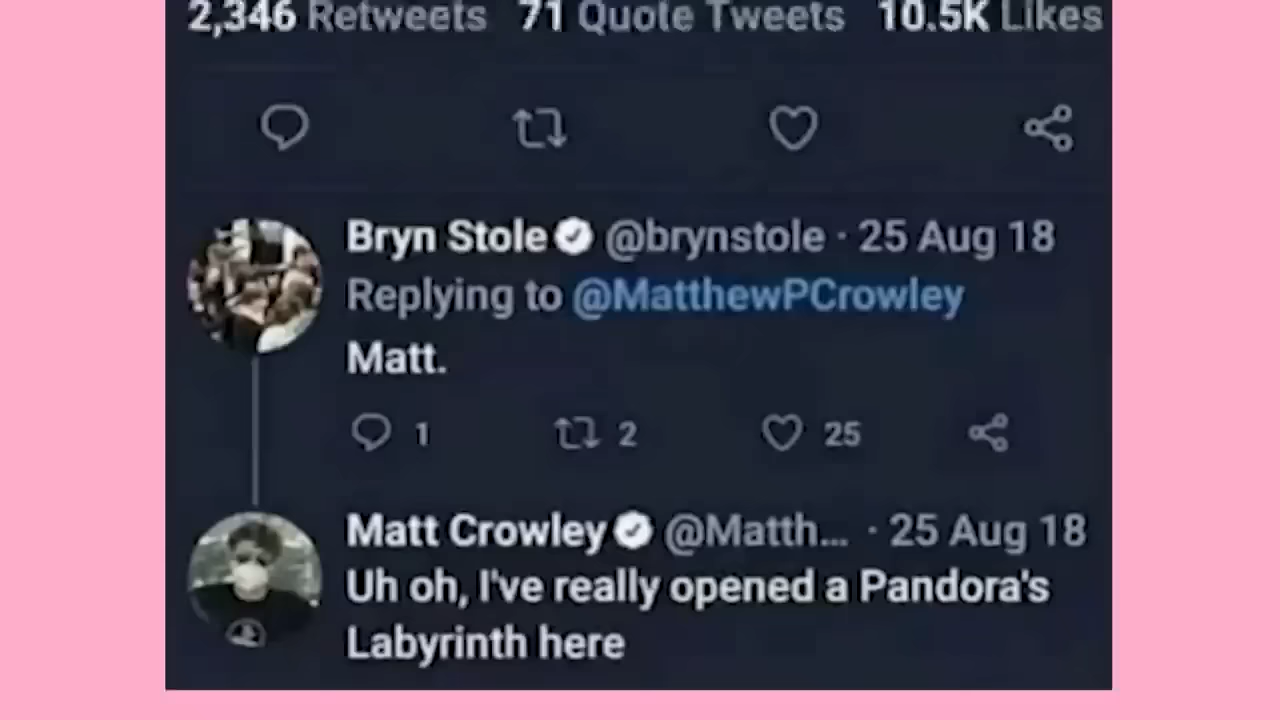 2,346 Retweets 71 Quote Tweets 10.5K Likes
Bryn Stole @brynstole · 25 Aug 18
Replying to @MatthewPCrowley
Matt.
1 2 25
Matt Crowley @Matth... · 25 Aug 18
Uh oh, I've really opened a Pandora's
Labyrinth here